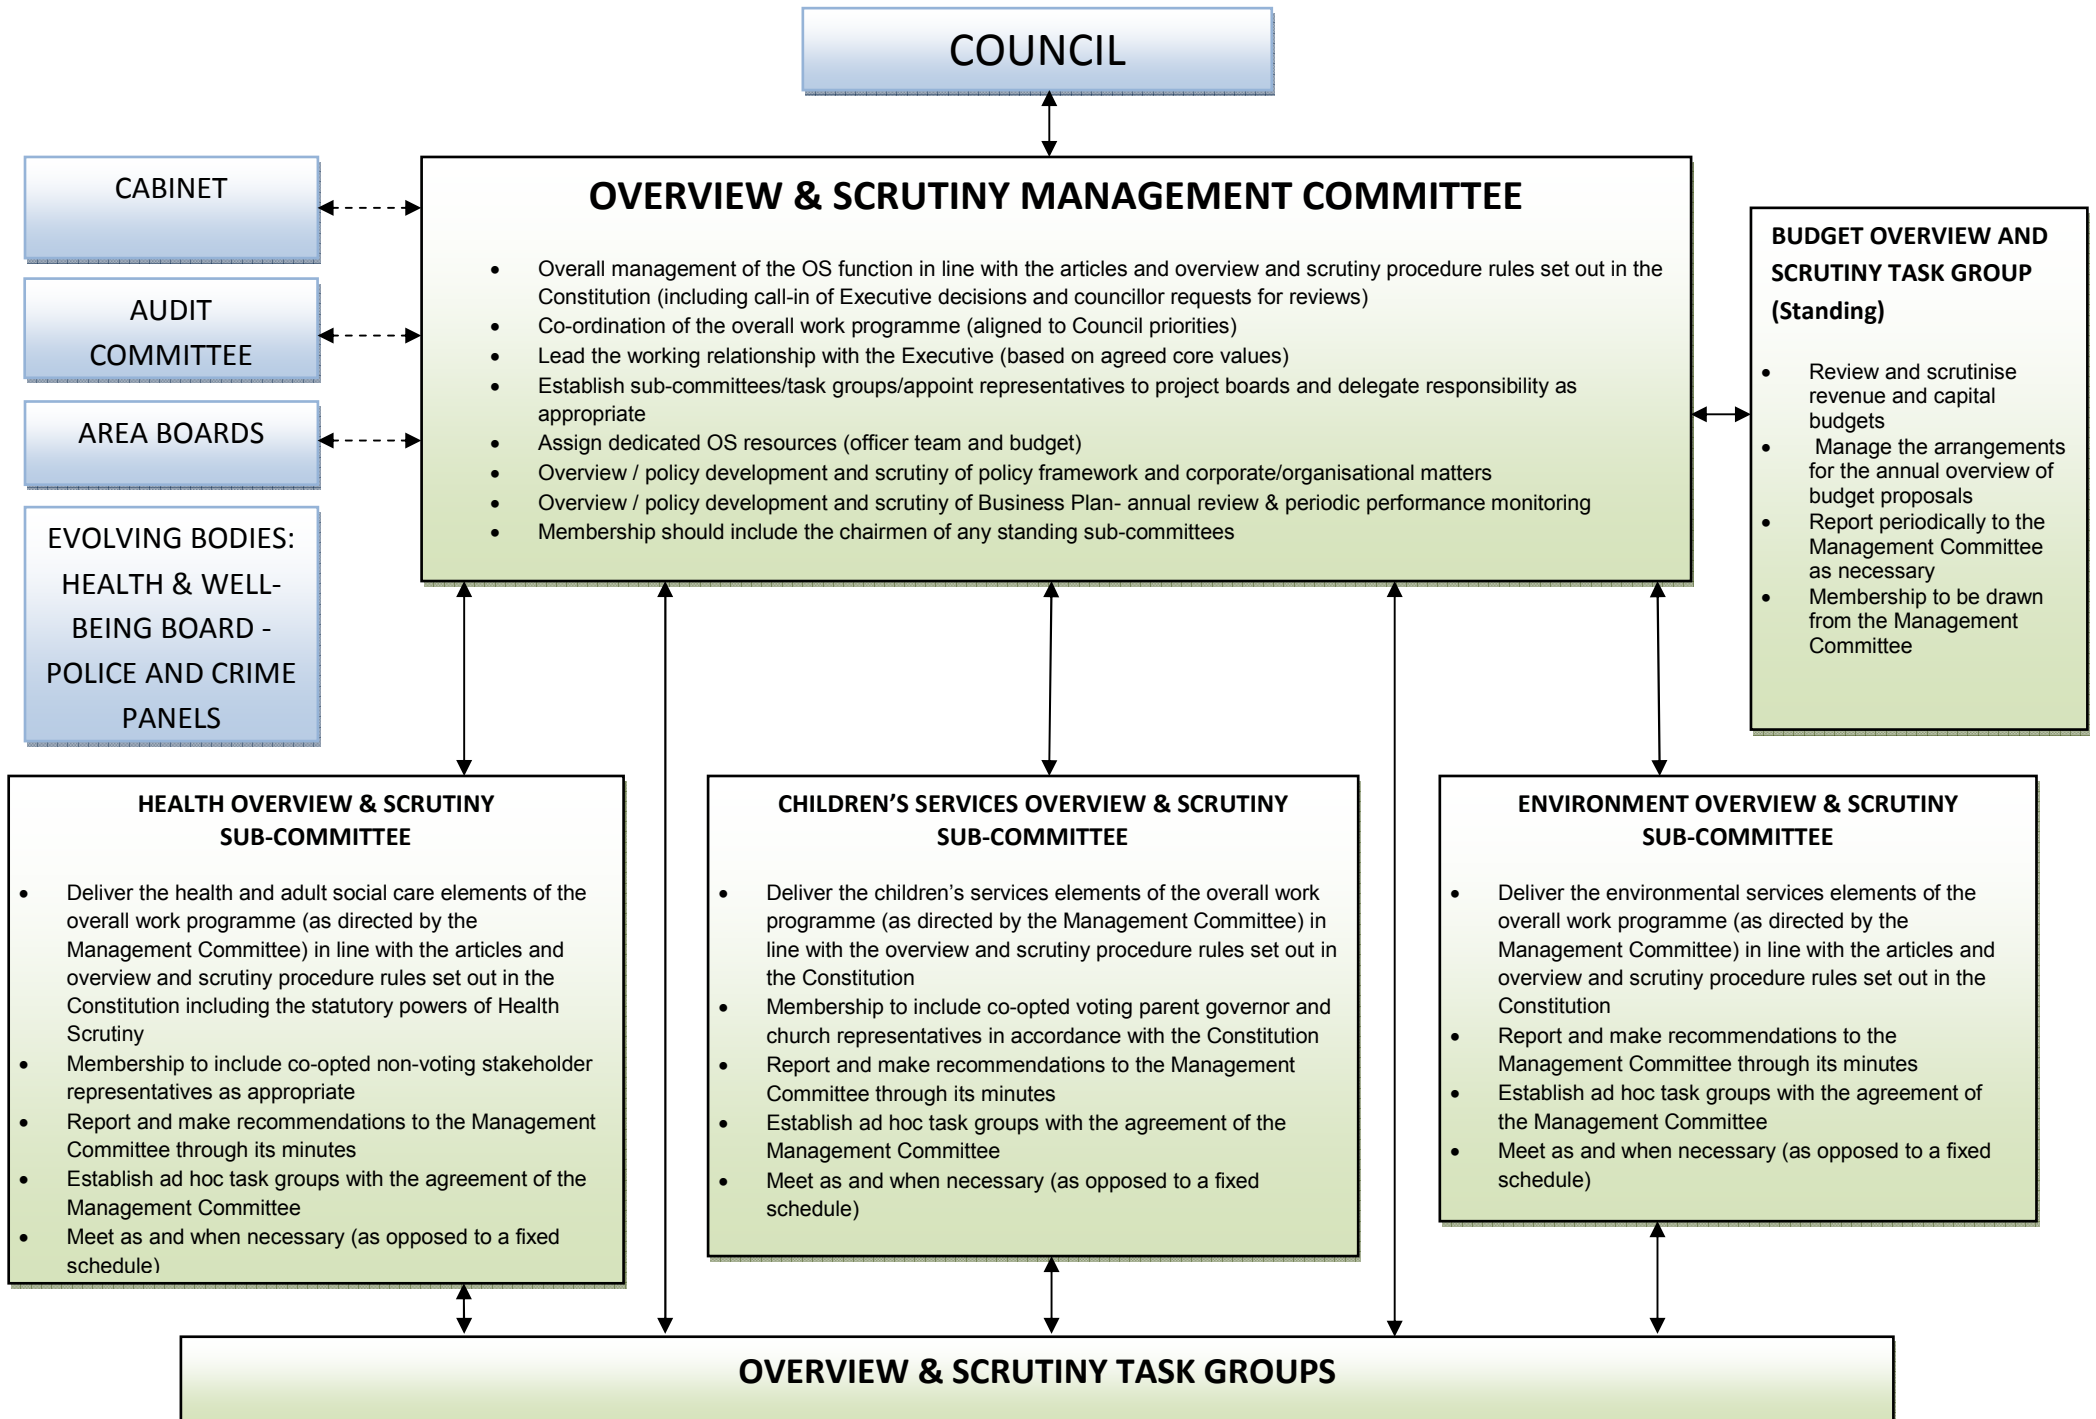 COUNCIL
CABINET
AUDIT
COMMITTEE
AREA BOARDS
EVOLVING BODIES:
HEALTH & WELL-
BEING BOARD -
POLICE AND CRIME
PANELS
OVERVIEW & SCRUTINY MANAGEMENT COMMITTEE
• Overall management of the OS function in line with the articles and overview and scrutiny procedure rules set out in the
Constitution (including call-in of Executive decisions and councillor requests for reviews)
• Co-ordination of the overall work programme (aligned to Council priorities)
• Lead the working relationship with the Executive (based on agreed core values)
• Establish sub-committees/task groups/appoint representatives to project boards and delegate responsibility as
appropriate
• Assign dedicated OS resources (officer team and budget)
• Overview / policy development and scrutiny of policy framework and corporate/organisational matters
• Overview / policy development and scrutiny of Business Plan- annual review & periodic performance monitoring
• Membership should include the chairmen of any standing sub-committees
BUDGET OVERVIEW AND
SCRUTINY TASK GROUP
(Standing)
• Review and scrutinise
revenue and capital
budgets
• Manage the arrangements
for the annual overview of
budget proposals
• Report periodically to the
Management Committee
as necessary
• Membership to be drawn
from the Management
Committee
HEALTH OVERVIEW & SCRUTINY
SUB-COMMITTEE
• Deliver the health and adult social care elements of the
overall work programme (as directed by the
Management Committee) in line with the articles and
overview and scrutiny procedure rules set out in the
Constitution including the statutory powers of Health
Scrutiny
• Membership to include co-opted non-voting stakeholder
representatives as appropriate
• Report and make recommendations to the Management
Committee through its minutes
• Establish ad hoc task groups with the agreement of the
Management Committee
• Meet as and when necessary (as opposed to a fixed
schedule)
CHILDREN’S SERVICES OVERVIEW & SCRUTINY
SUB-COMMITTEE
• Deliver the children’s services elements of the overall work
programme (as directed by the Management Committee) in
line with the overview and scrutiny procedure rules set out in
the Constitution
• Membership to include co-opted voting parent governor and
church representatives in accordance with the Constitution
• Report and make recommendations to the Management
Committee through its minutes
• Establish ad hoc task groups with the agreement of the
Management Committee
• Meet as and when necessary (as opposed to a fixed
schedule)
ENVIRONMENT OVERVIEW & SCRUTINY
SUB-COMMITTEE
• Deliver the environmental services elements of the
overall work programme (as directed by the
Management Committee) in line with the articles and
overview and scrutiny procedure rules set out in the
Constitution
• Report and make recommendations to the
Management Committee through its minutes
• Establish ad hoc task groups with the agreement of
the Management Committee
• Meet as and when necessary (as opposed to a fixed
schedule)
OVERVIEW & SCRUTINY TASK GROUPS